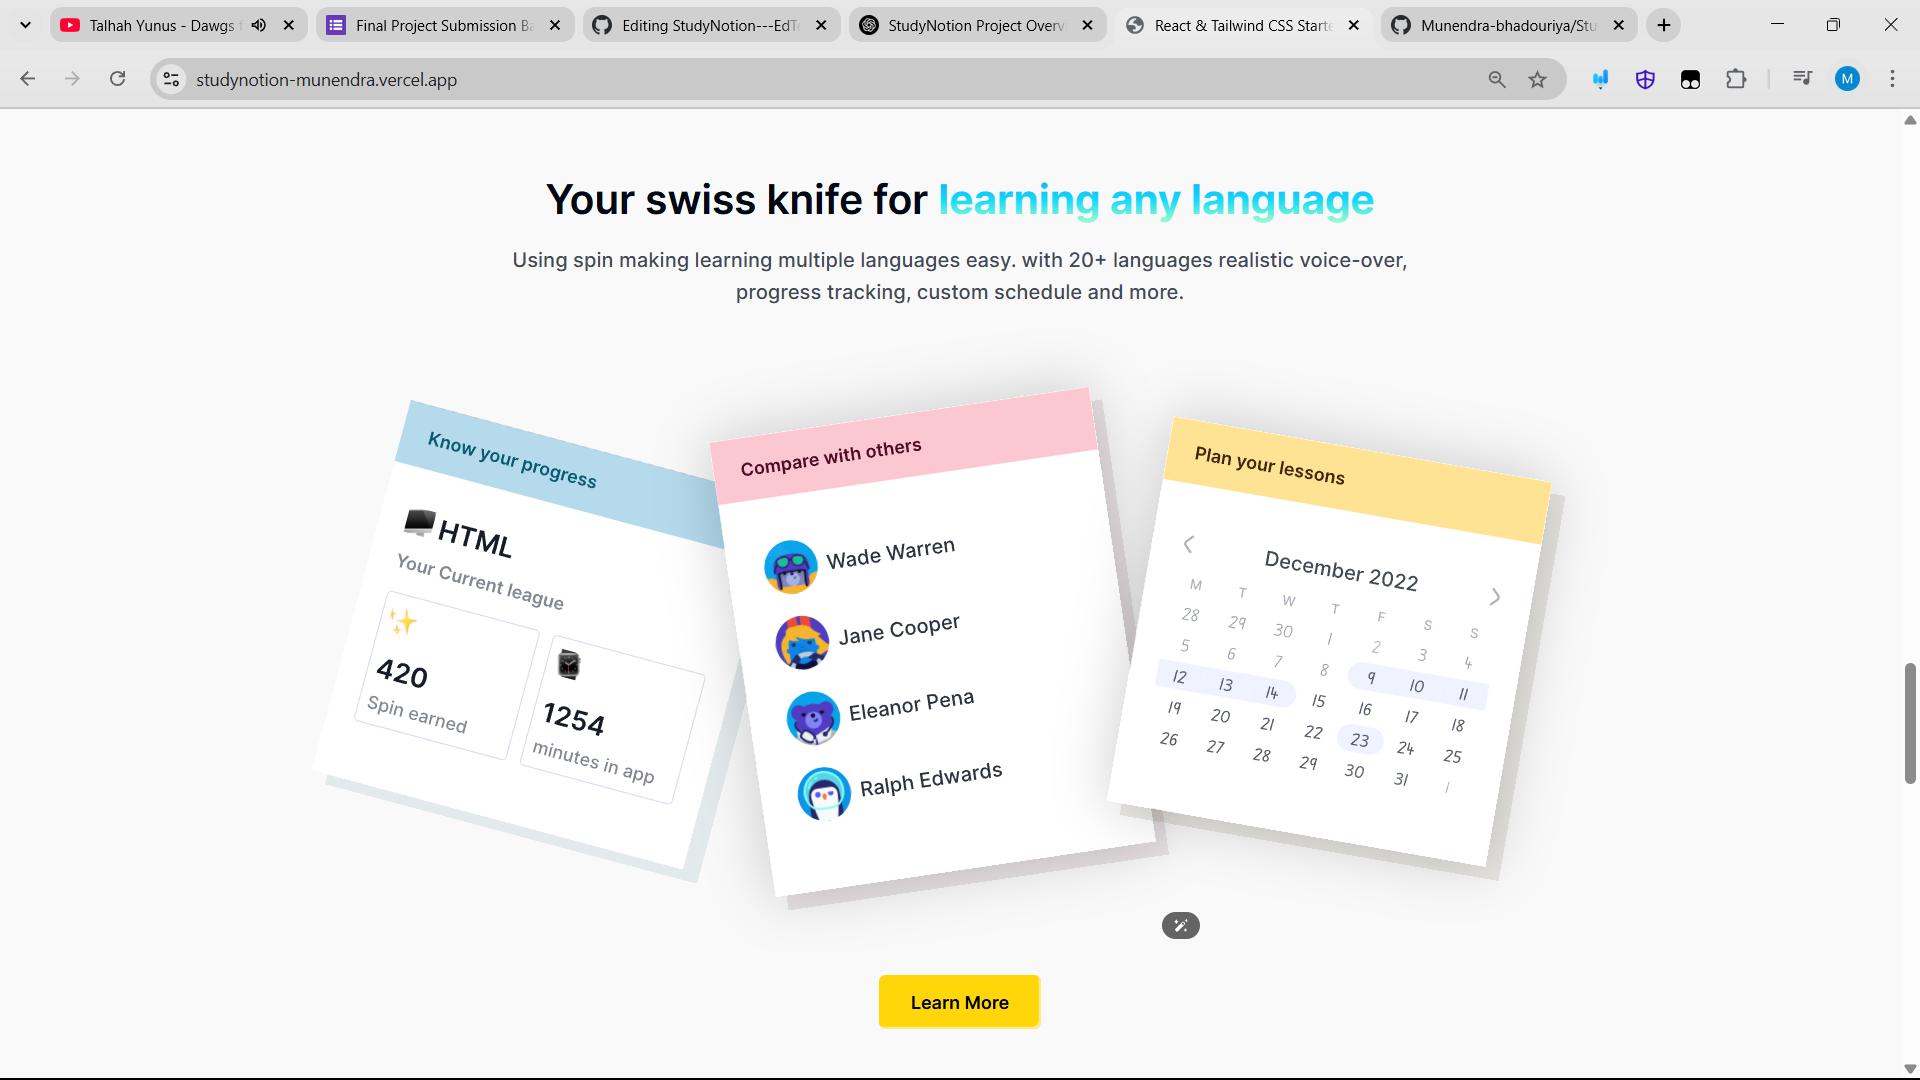 Talhah Yunus - Dawgs
Final Project Submission Ba
Editing StudyNotion---EdTe
StudyNotion Project Overv
React & Tailwind CSS Starte
Munendra-bhadouriya/Stu
studynotion-munendra.vercel.app
M
Your swiss knife for learning any language
Using spin making learning multiple languages easy. with 20+ languages realistic voice-over,
progress tracking, custom schedule and more.
Know your progress
HTML
Your Current league
420
Spin earned
1254
minutes in app
Compare with others
Wade Warren
Jane Cooper
Eleanor Pena
Ralph Edwards
Plan your lessons
December 2022
M T W T F S S
28 29 30 1 2 3 4
5 6 7 8 9 10 11
12 13 14 15 16 17 18
19 20 21 22 23 24 25
26 27 28 29 30 31 1
Learn More